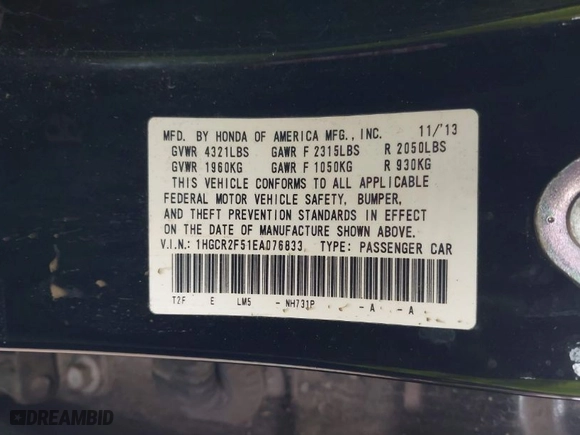 MFD. BY HONDA OF AMERICA MFG., INC. 11/'13
GVWR 4321LBS GAWR F 2315LBS R 2050LBS
GVWR 1960KG GAWR F 1050KG R 930KG
THIS VEHICLE CONFORMS TO ALL APPLICABLE
FEDERAL MOTOR VEHICLE SAFETY, BUMPER,
AND THEFT PREVENTION STANDARDS IN EFFECT
ON THE DATE OF MANUFACTURE SHOWN ABOVE.
V.I.N.: 1HGCR2F51EA076833 TYPE: PASSENGER CAR
T2F E LM5 - NH731P - A - A
DREAMBID